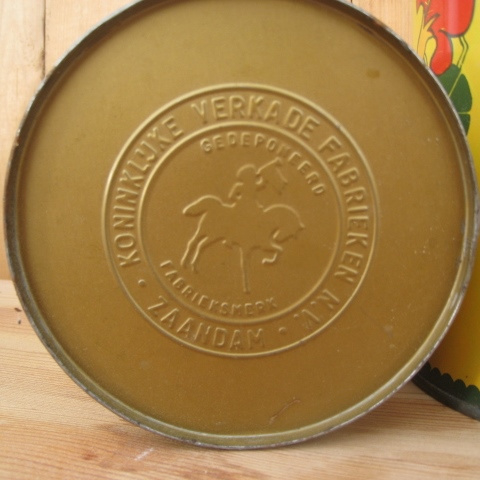 KONINKLIJKE VERKADE FABRIEKEN N.V.
· ZAANDAM ·
GEDEPONEERD
FABRIEKSMERK